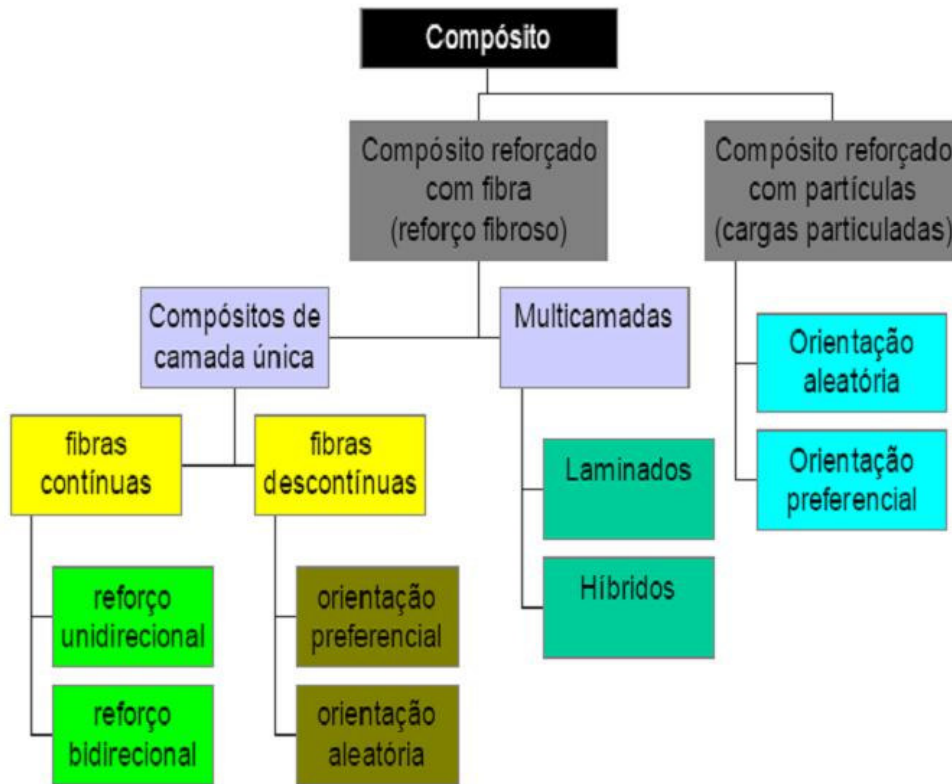 Compósito
Compósito reforçado
com fibra
(reforço fibroso)
Compósito reforçado
com partículas
(cargas particuladas)
Compósitos de
camada única
Multicamadas
Orientação
aleatória
Orientação
preferencial
fibras
contínuas
fibras
descontínuas
Laminados
Híbridos
reforço
unidirecional
reforço
bidirecional
orientação
preferencial
orientação
aleatória